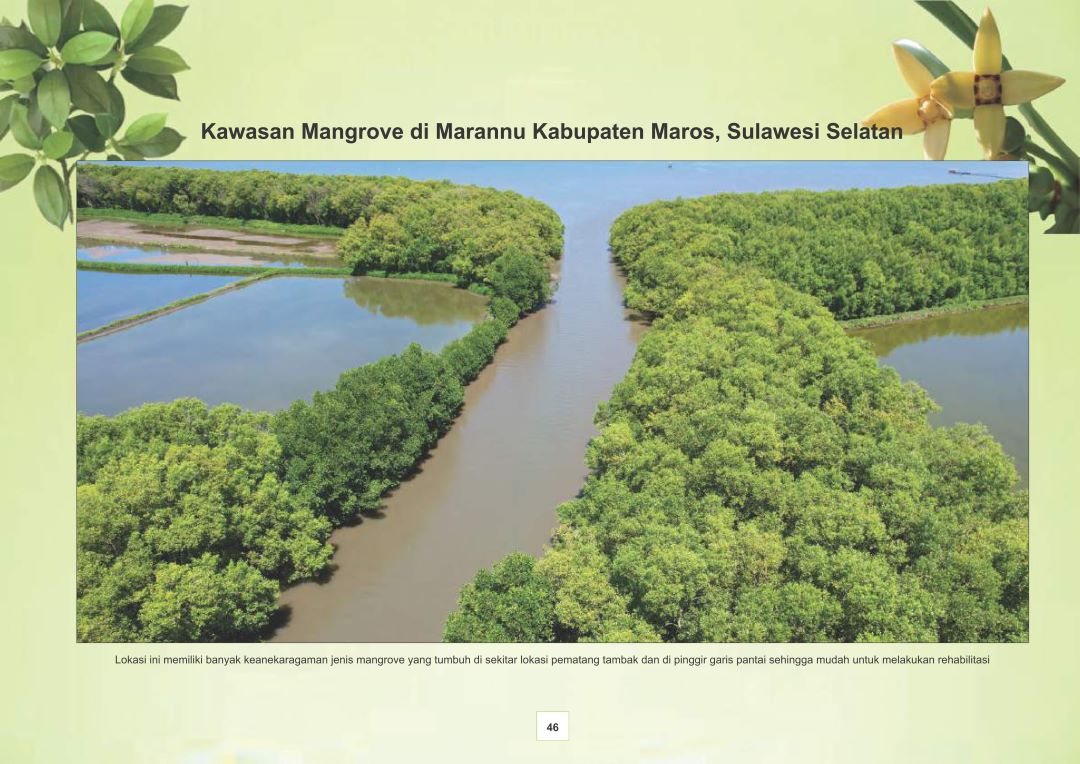 Kawasan Mangrove di Marannu Kabupaten Maros, Sulawesi Selatan
Lokasi ini memiliki banyak keanekaragaman jenis mangrove yang tumbuh di sekitar lokasi pematang tambak dan di pinggir garis pantai sehingga mudah untuk melakukan rehabilitasi
46